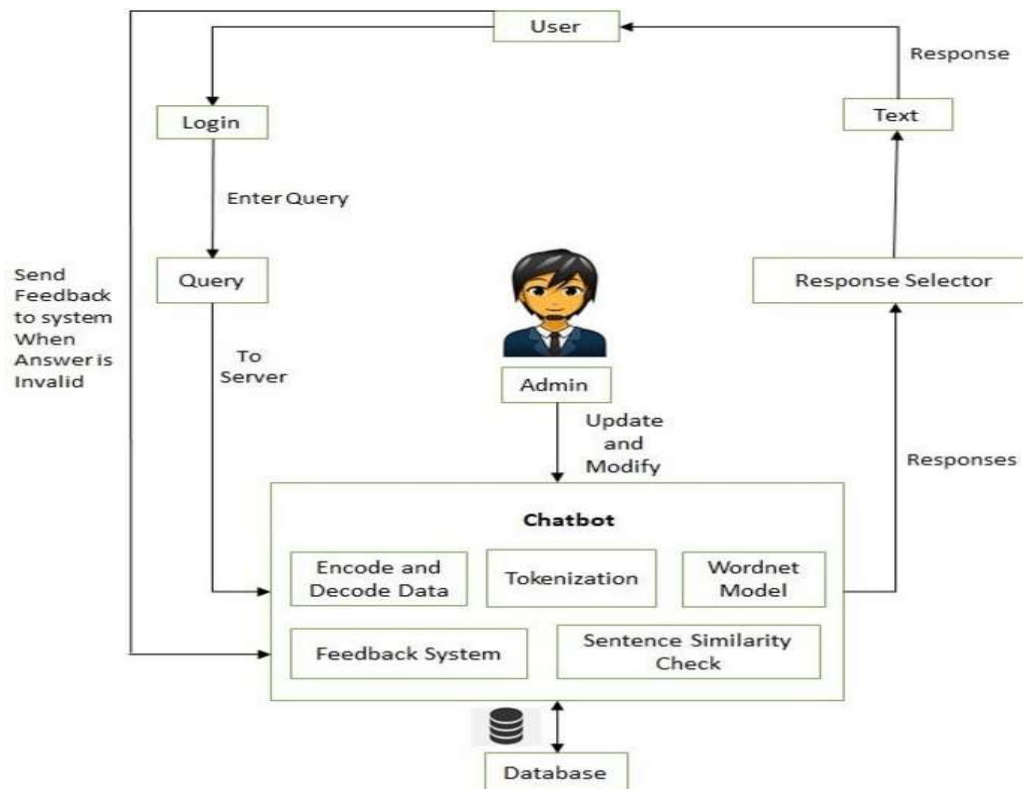 User
Response
Login
Text
Enter Query
Send
Feedback
to system
When
Answer is
Invalid
Query
Response Selector
To
Server
Admin
Update
and
Modify
Responses
Chatbot
Encode and
Decode Data
Tokenization
Wordnet
Model
Feedback System
Sentence Similarity
Check
Database